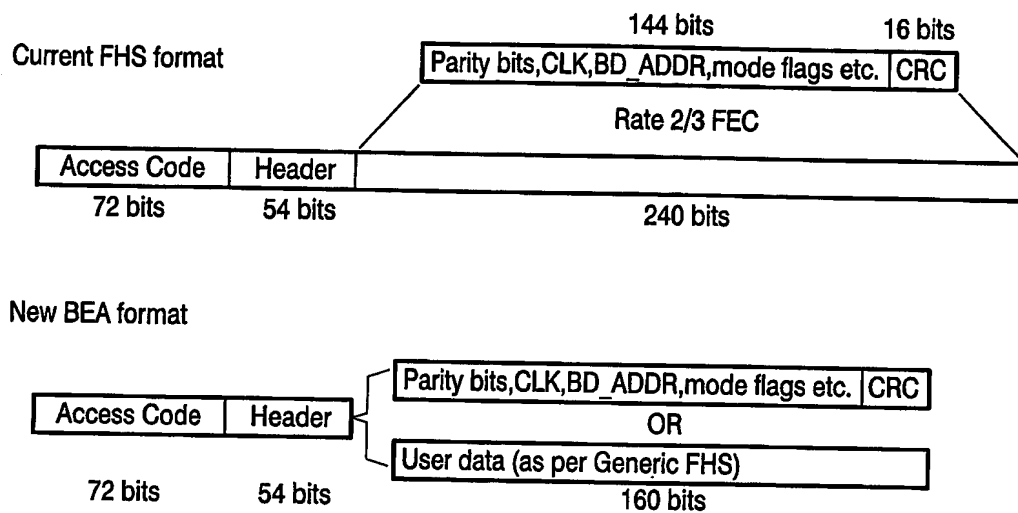 Current FHS format
144 bits 16 bits
Parity bits,CLK,BD_ADDR,mode flags etc. CRC
Rate 2/3 FEC
Access Code Header
72 bits 54 bits 240 bits
New BEA format
Parity bits,CLK,BD_ADDR,mode flags etc. CRC
Access Code Header OR
User data (as per Generic FHS)
72 bits 54 bits 160 bits